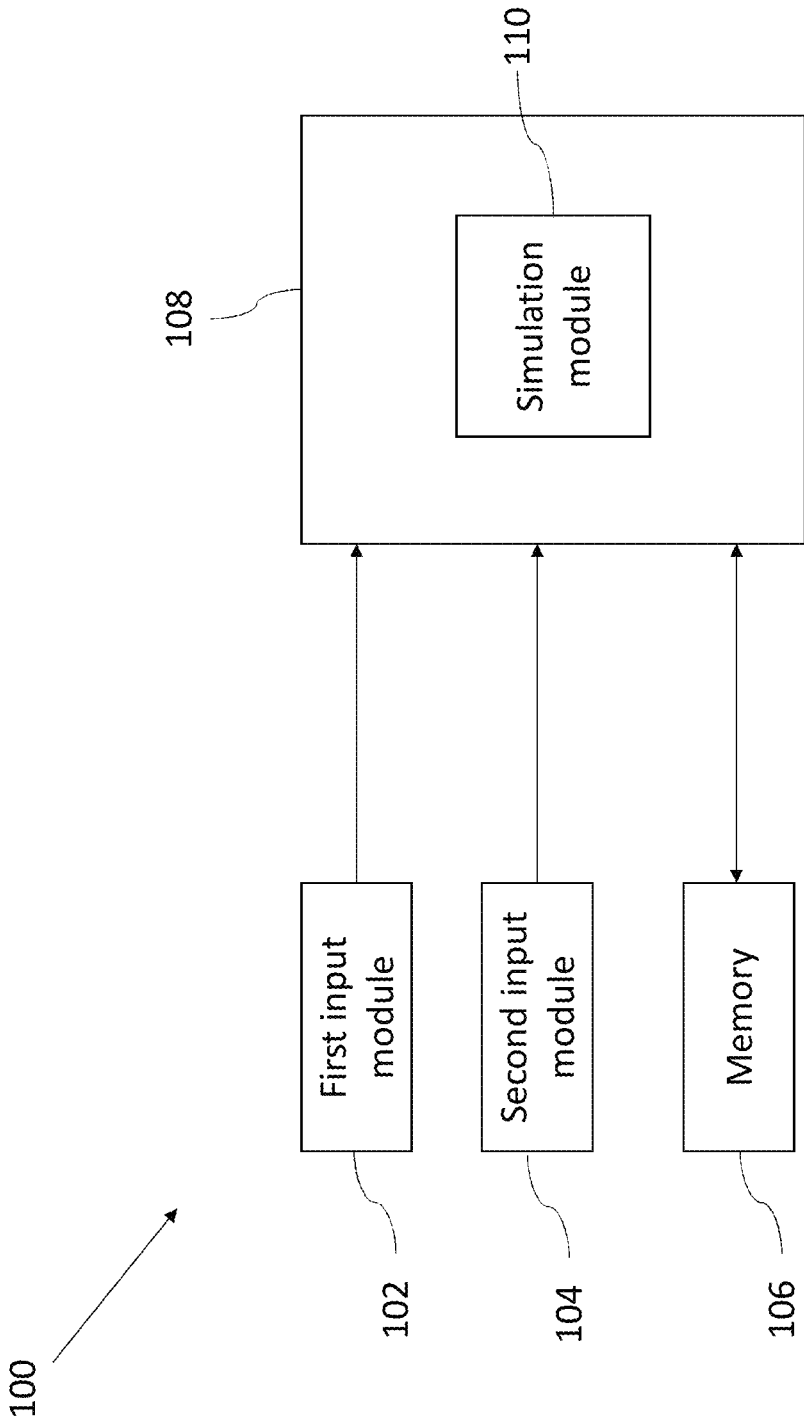 100
108
110
First input
module
102
Second input
module
104
Memory
106
Simulation
module